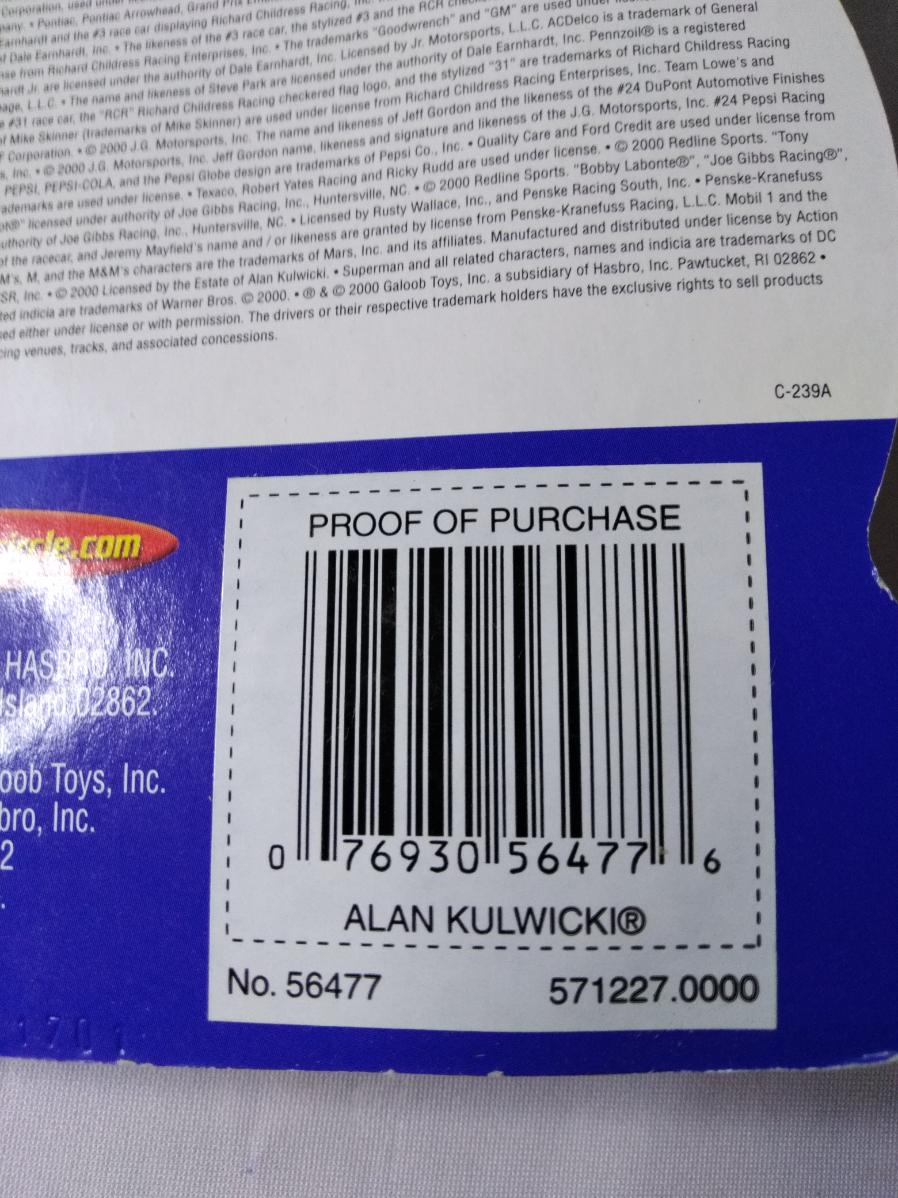 Corporation, used under
Pontiac, Pontiac Arrowhead, Grand Prix
Earnhardt and the #3 race car displaying Richard Childress Racing, Inc.
of Dale Earnhardt, Inc. • The likeness of the #3 race car, the stylized #3 and the RCR
from Richard Childress Racing Enterprises, Inc. • The trademarks "Goodwrench" and "GM" are used under
Jr. are licensed under the authority of Dale Earnhardt, Inc. Licensed by Jr. Motorsports, L.L.C. ACDelco is a trademark of General
L.L.C. • The name and likeness of Steve Park are licensed under the authority of Dale Earnhardt, Inc. Pennzoil® is a registered
#31 race car, the "RCR" Richard Childress Racing checkered flag logo, and the stylized "31" are trademarks of Richard Childress Racing
of Mike Skinner (trademarks of Mike Skinner) are used under license from Richard Childress Racing Enterprises, Inc. Team Lowe's and
Corporation. • © 2000 J.G. Motorsports, Inc. The name and likeness of Jeff Gordon and the likeness of the #24 DuPont Automotive Finishes
Inc. • © 2000 J.G. Motorsports, Inc. Jeff Gordon name, likeness and signature and likeness of the J.G. Motorsports, Inc. #24 Pepsi Racing
PEPSI, PEPSI-COLA, and the Pepsi Globe design are trademarks of Pepsi Co., Inc. • Quality Care and Ford Credit are used under license from
trademarks are used under license. • Texaco, Robert Yates Racing and Ricky Rudd are used under license. • © 2000 Redline Sports. "Tony
licensed under authority of Joe Gibbs Racing, Inc., Huntersville, NC. • © 2000 Redline Sports. "Bobby Labonte®", "Joe Gibbs Racing®",
authority of Joe Gibbs Racing, Inc., Huntersville, NC. • Licensed by Rusty Wallace, Inc., and Penske Racing South, Inc. • Penske-Kranefuss
of the racecar, and Jeremy Mayfield's name and / or likeness are granted by license from Penske-Kranefuss Racing, L.L.C. Mobil 1 and the
M's, M, and the M&M's characters are the trademarks of Mars, Inc. and its affiliates. Manufactured and distributed under license by Action
SR, Inc. • © 2000 Licensed by the Estate of Alan Kulwicki. • Superman and all related characters, names and indicia are trademarks of DC
ted indicia are trademarks of Warner Bros. © 2000. • ® & © 2000 Galoob Toys, Inc. a subsidiary of Hasbro, Inc. Pawtucket, RI 02862 •
sed either under license or with permission. The drivers or their respective trademark holders have the exclusive rights to sell products
cing venues, tracks, and associated concessions.
C-239A
PROOF OF PURCHASE
ircle.com
HASBRO, INC.
Island 02862.
oob Toys, Inc.
bro, Inc.
2
0 76930 56477 6
ALAN KULWICKI®
No. 56477 571227.0000
1701